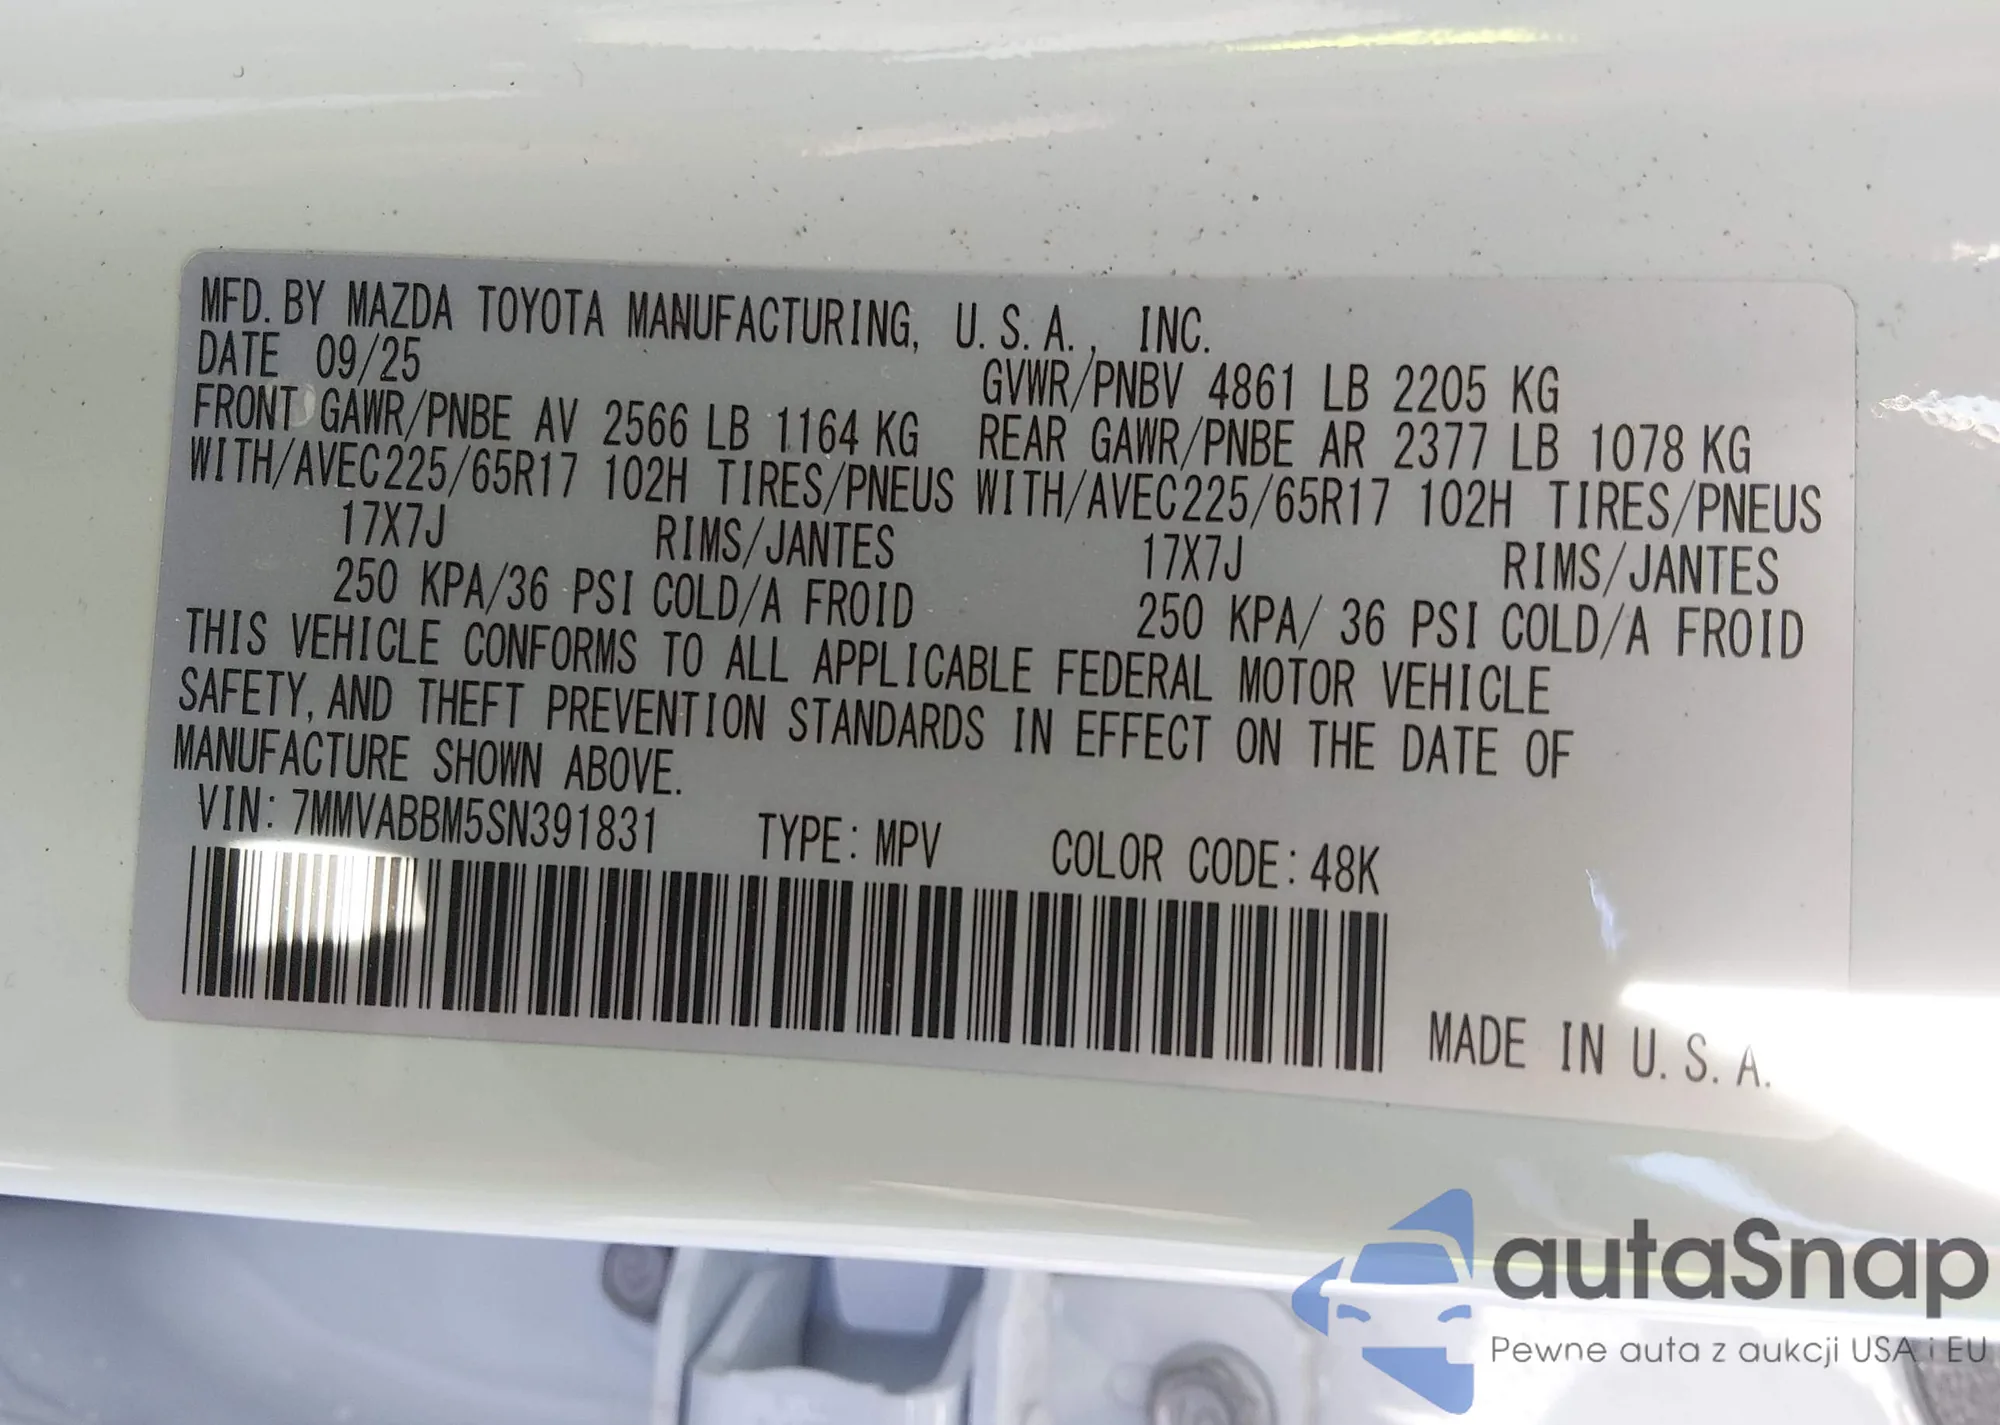 MFD. BY MAZDA TOYOTA MANUFACTURING, U.S.A., INC.
DATE 09/25 GVWR/PNBV 4861 LB 2205 KG
FRONT GAWR/PNBE AV 2566 LB 1164 KG REAR GAWR/PNBE AR 2377 LB 1078 KG
WITH/AVEC225/65R17 102H TIRES/PNEUS WITH/AVEC225/65R17 102H TIRES/PNEUS
17X7J RIMS/JANTES 17X7J RIMS/JANTES
250 KPA/36 PSI COLD/A FROID 250 KPA/ 36 PSI COLD/A FROID
THIS VEHICLE CONFORMS TO ALL APPLICABLE FEDERAL MOTOR VEHICLE
SAFETY, AND THEFT PREVENTION STANDARDS IN EFFECT ON THE DATE OF
MANUFACTURE SHOWN ABOVE.
VIN: 7MMVABBM5SN391831 TYPE: MPV COLOR CODE: 48K
MADE IN U.S.A.
autoSnap
Pewne auta z aukcji USA i EU